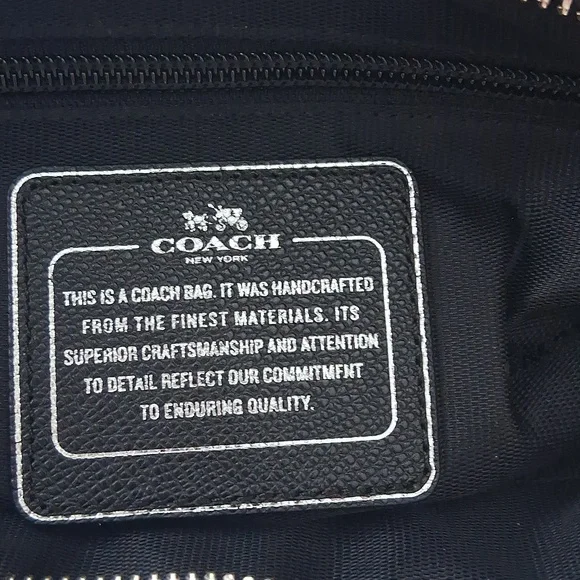 COACH
NEW YORK
THIS IS A COACH BAG. IT WAS HANDCRAFTED
FROM THE FINEST MATERIALS. ITS
SUPERIOR CRAFTSMANSHIP AND ATTENTION
TO DETAIL REFLECT OUR COMMITMENT
TO ENDURING QUALITY.